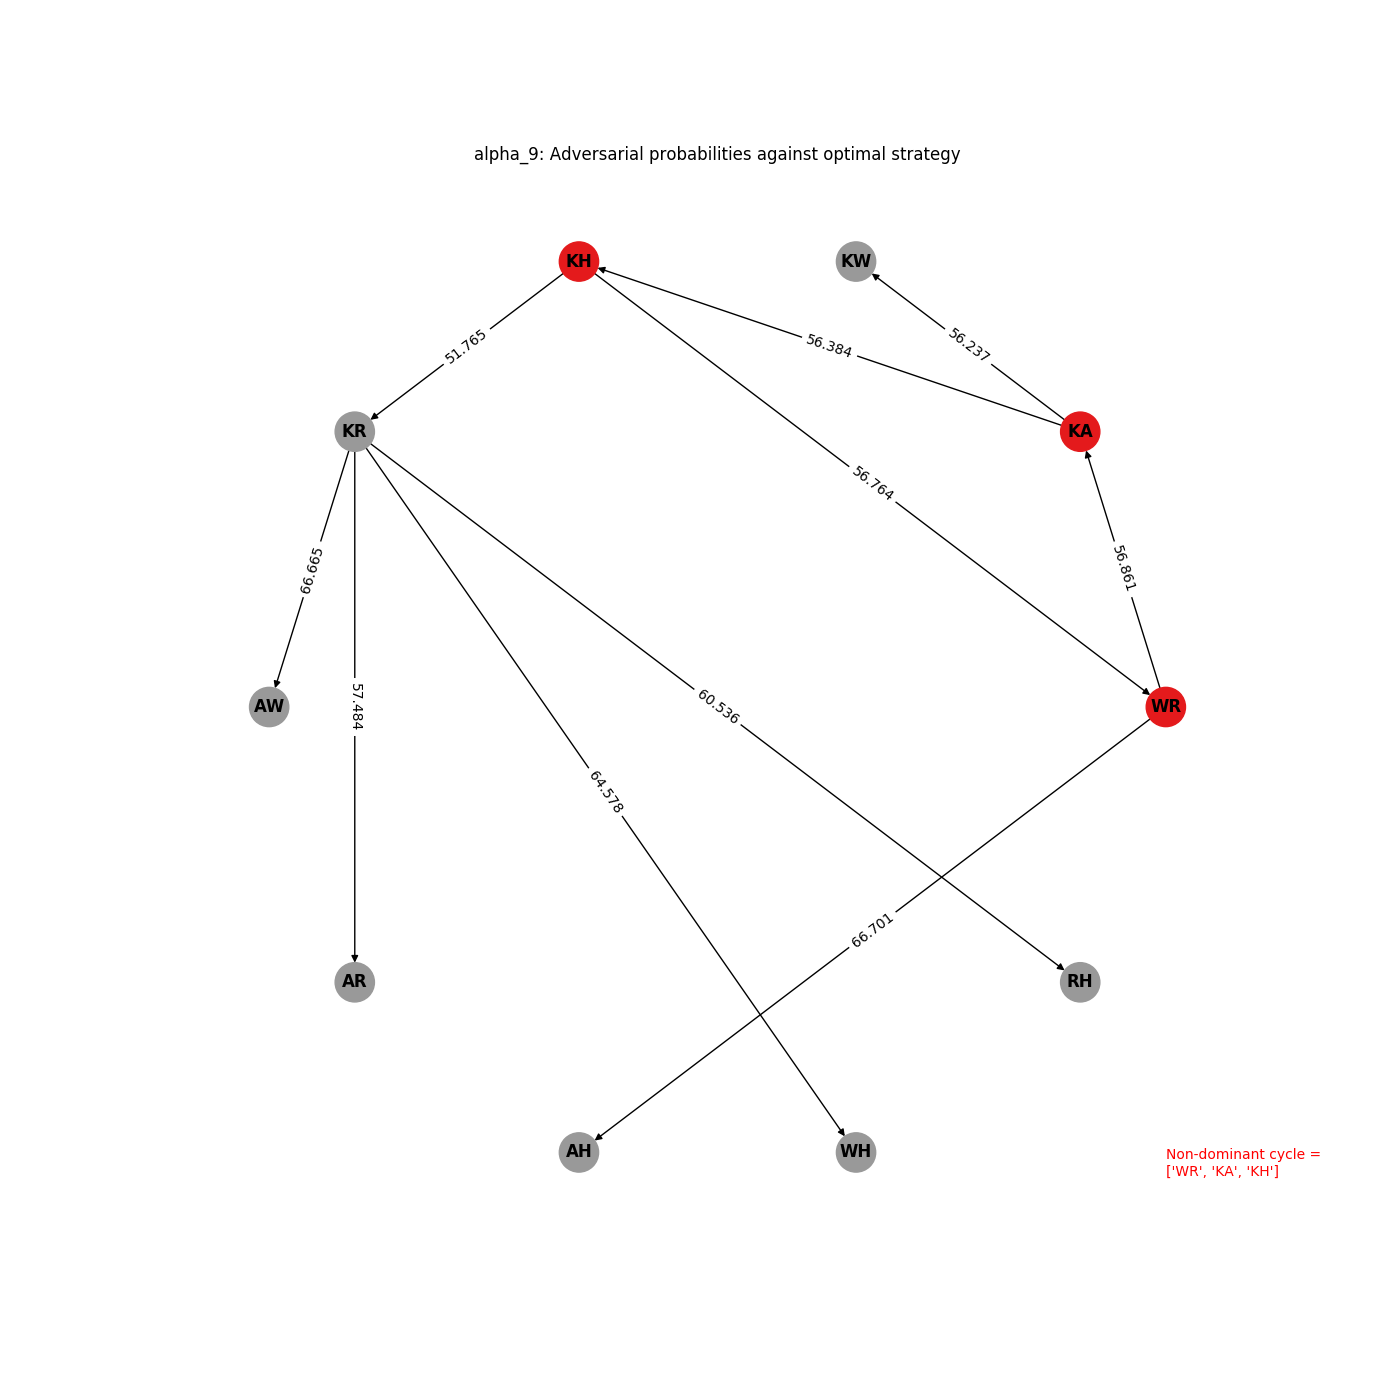 alpha_9: Adversarial probabilities against optimal strategy
KH
KW
51.765
56.384
56.237
KR
KA
56.764
66.665
56.861
57.484
60.536
AW
WR
64.578
66.701
AR
RH
AH
WH
Non-dominant cycle =
['WR', 'KA', 'KH']